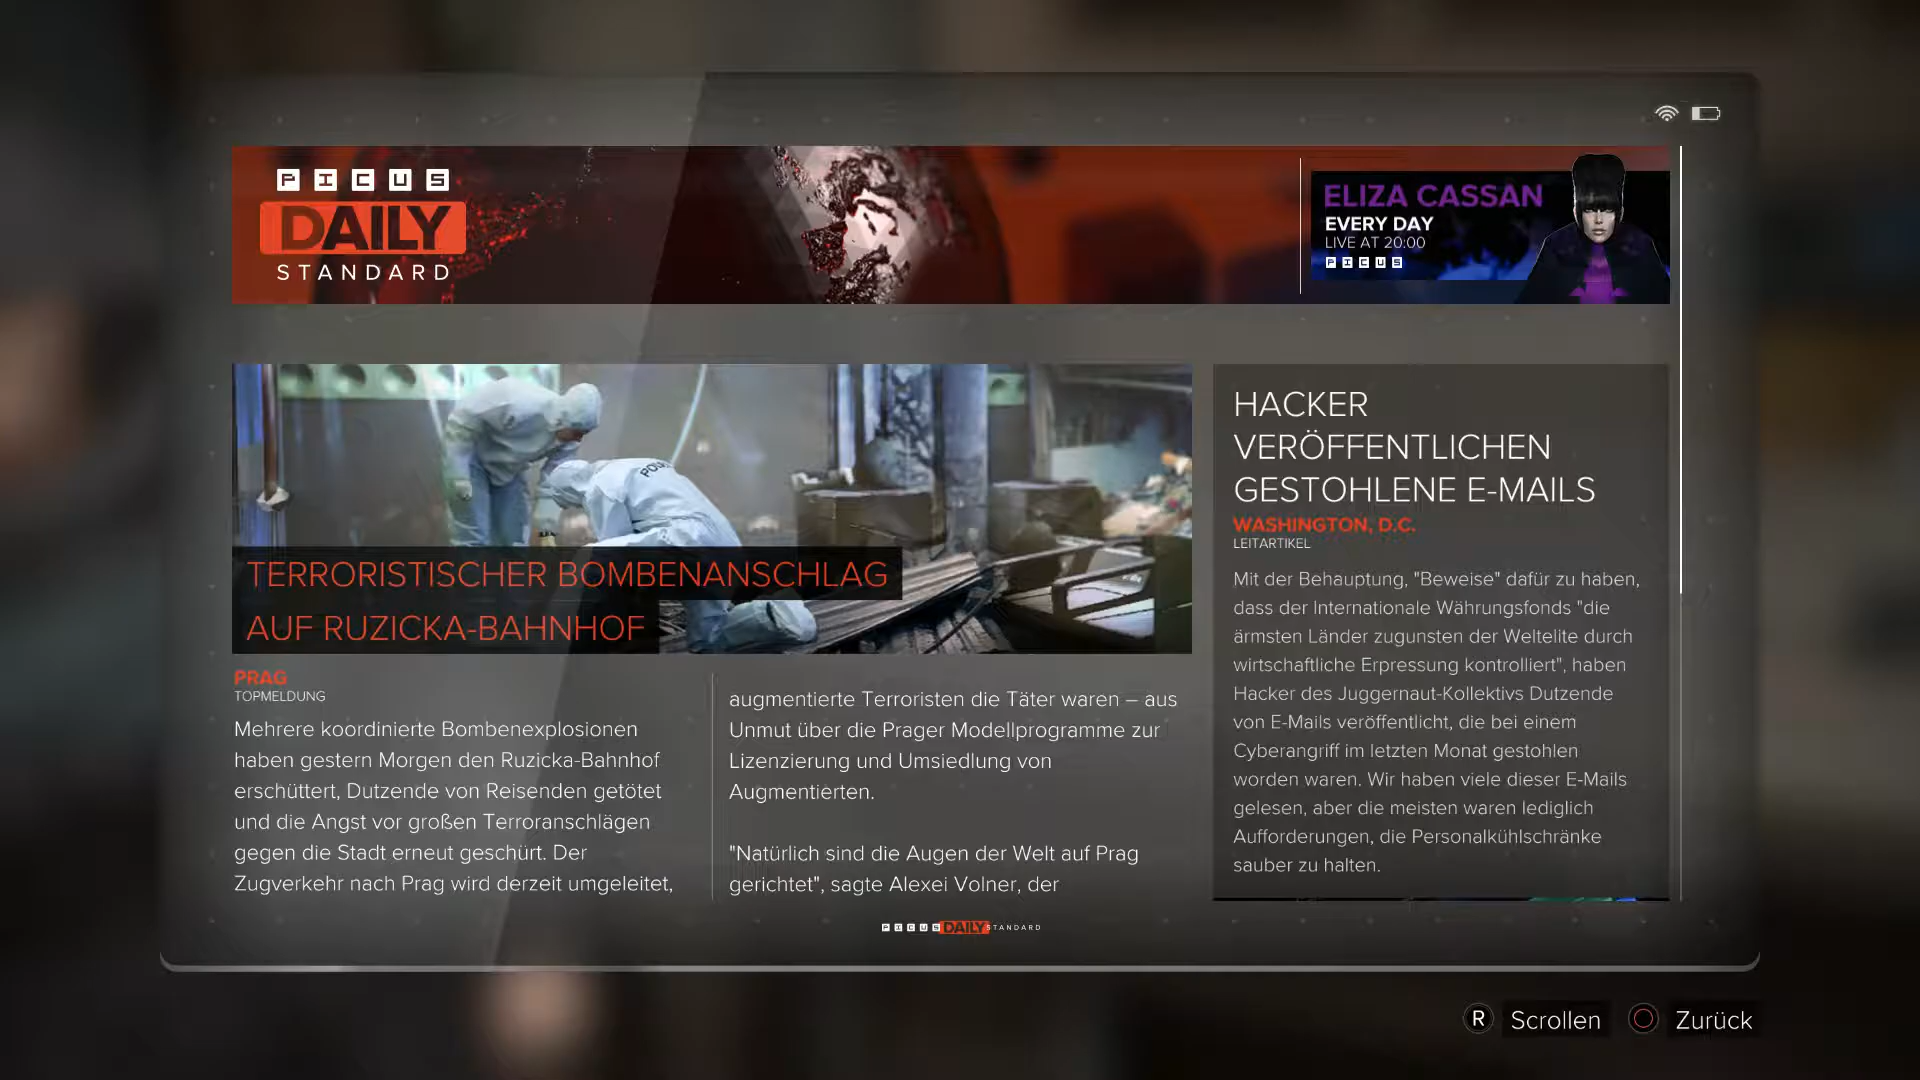 PICUS
DAILY
STANDARD
ELIZA CASSAN
EVERY DAY
LIVE AT 20:00
PICUS
TERRORISTISCHER BOMBENANSCHLAG
AUF RUZICKA-BAHNHOF
PRAG
TOPMELDUNG
Mehrere koordinierte Bombenexplosionen
haben gestern Morgen den Ruzicka-Bahnhof
erschüttert, Dutzende von Reisenden getötet
und die Angst vor großen Terroranschlägen
gegen die Stadt erneut geschürt. Der
Zugverkehr nach Prag wird derzeit umgeleitet,
augmentierte Terroristen die Täter waren – aus
Unmut über die Prager Modellprogramme zur
Lizenzierung und Umsiedlung von
Augmentierten.
"Natürlich sind die Augen der Welt auf Prag
gerichtet", sagte Alexei Volner, der
HACKER
VERÖFFENTLICHEN
GESTOHLENE E-MAILS
WASHINGTON, D.C.
LEITARTIKEL
Mit der Behauptung, "Beweise" dafür zu haben,
dass der Internationale Währungsfonds "die
ärmsten Länder zugunsten der Weltelite durch
wirtschaftliche Erpressung kontrolliert", haben
Hacker des Juggernaut-Kollektivs Dutzende
von E-Mails veröffentlicht, die bei einem
Cyberangriff im letzten Monat gestohlen
worden waren. Wir haben viele dieser E-Mails
gelesen, aber die meisten waren lediglich
Aufforderungen, die Personalkühlschränke
sauber zu halten.
PICUS DAILY STANDARD
R Scrollen Zurück